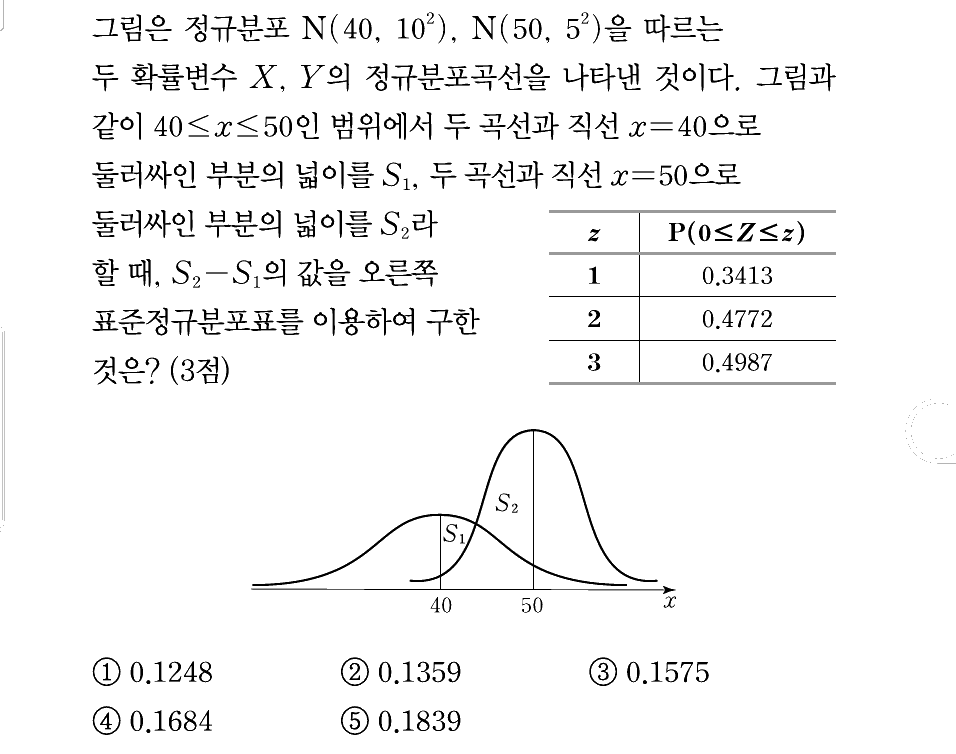 그림은 정규분포 N(40, 10²), N(50, 5²)을 따르는
두 확률변수 X, Y의 정규분포곡선을 나타낸 것이다. 그림과
같이 40≤x≤50인 범위에서 두 곡선과 직선 x=40으로
둘러싸인 부분의 넓이를 S₁, 두 곡선과 직선 x=50으로
둘러싸인 부분의 넓이를 S₂라
할 때, S₂-S₁의 값을 오른쪽
표준정규분포표를 이용하여 구한
것은? (3점)
z P(0≤Z≤z)
1 0.3413
2 0.4772
3 0.4987
S₂
S₁
40 50 x
① 0.1248 ② 0.1359 ③ 0.1575
④ 0.1684 ⑤ 0.1839